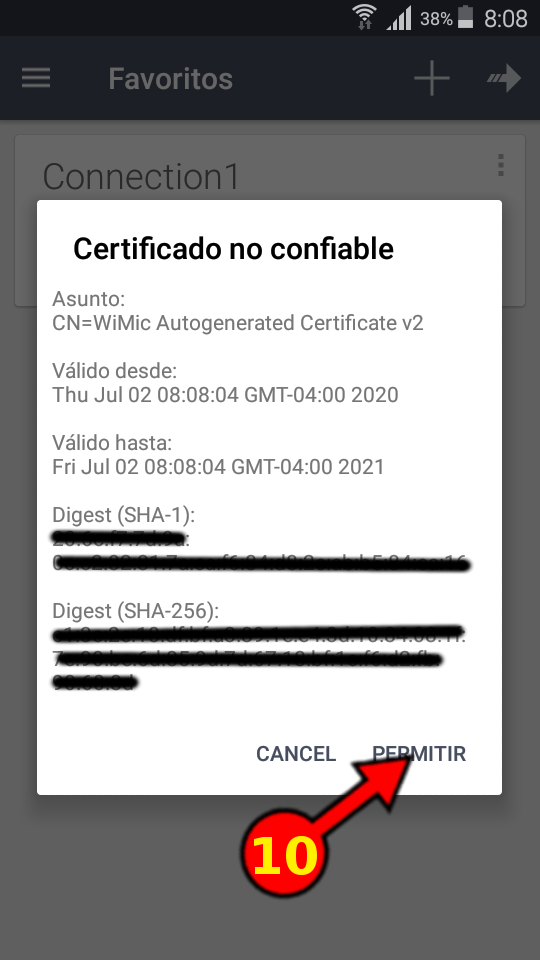 38% 8:08
Favoritos
Connection1
Certificado no confiable
Asunto:
CN=WiMic Autogenerated Certificate v2
Válido desde:
Thu Jul 02 08:08:04 GMT-04:00 2020
Válido hasta:
Fri Jul 02 08:08:04 GMT-04:00 2021
Digest (SHA-1):
Digest (SHA-256):
CANCEL PERMITIR
10